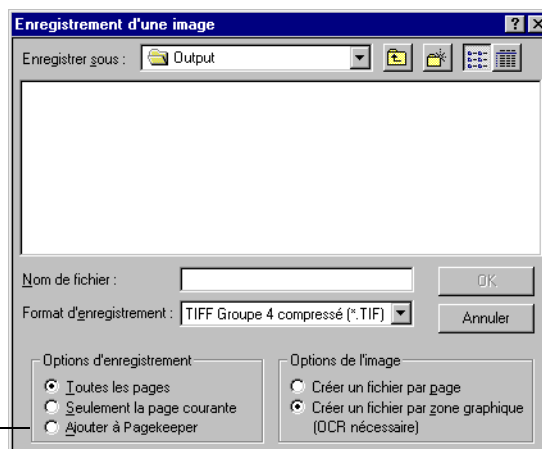 Enregistrement d'une image
Enregistrer sous : Output
Nom de fichier :
OK
Format d'enregistrement : TIFF Groupe 4 compressé (*.TIF)
Annuler
Options d'enregistrement
Toutes les pages
Seulement la page courante
Ajouter à Pagekeeper
Options de l'image
Créer un fichier par page
Créer un fichier par zone graphique
(OCR nécessaire)